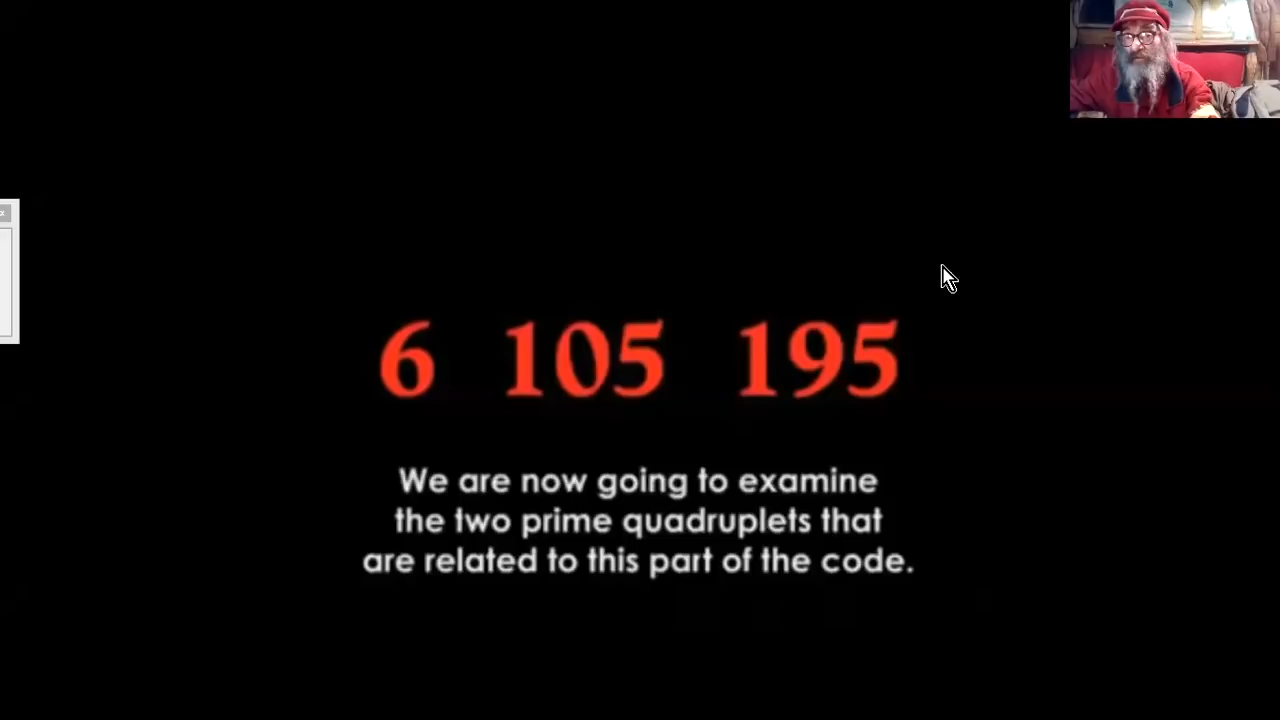 6 105 195
We are now going to examine
the two prime quadruplets that
are related to this part of the code.